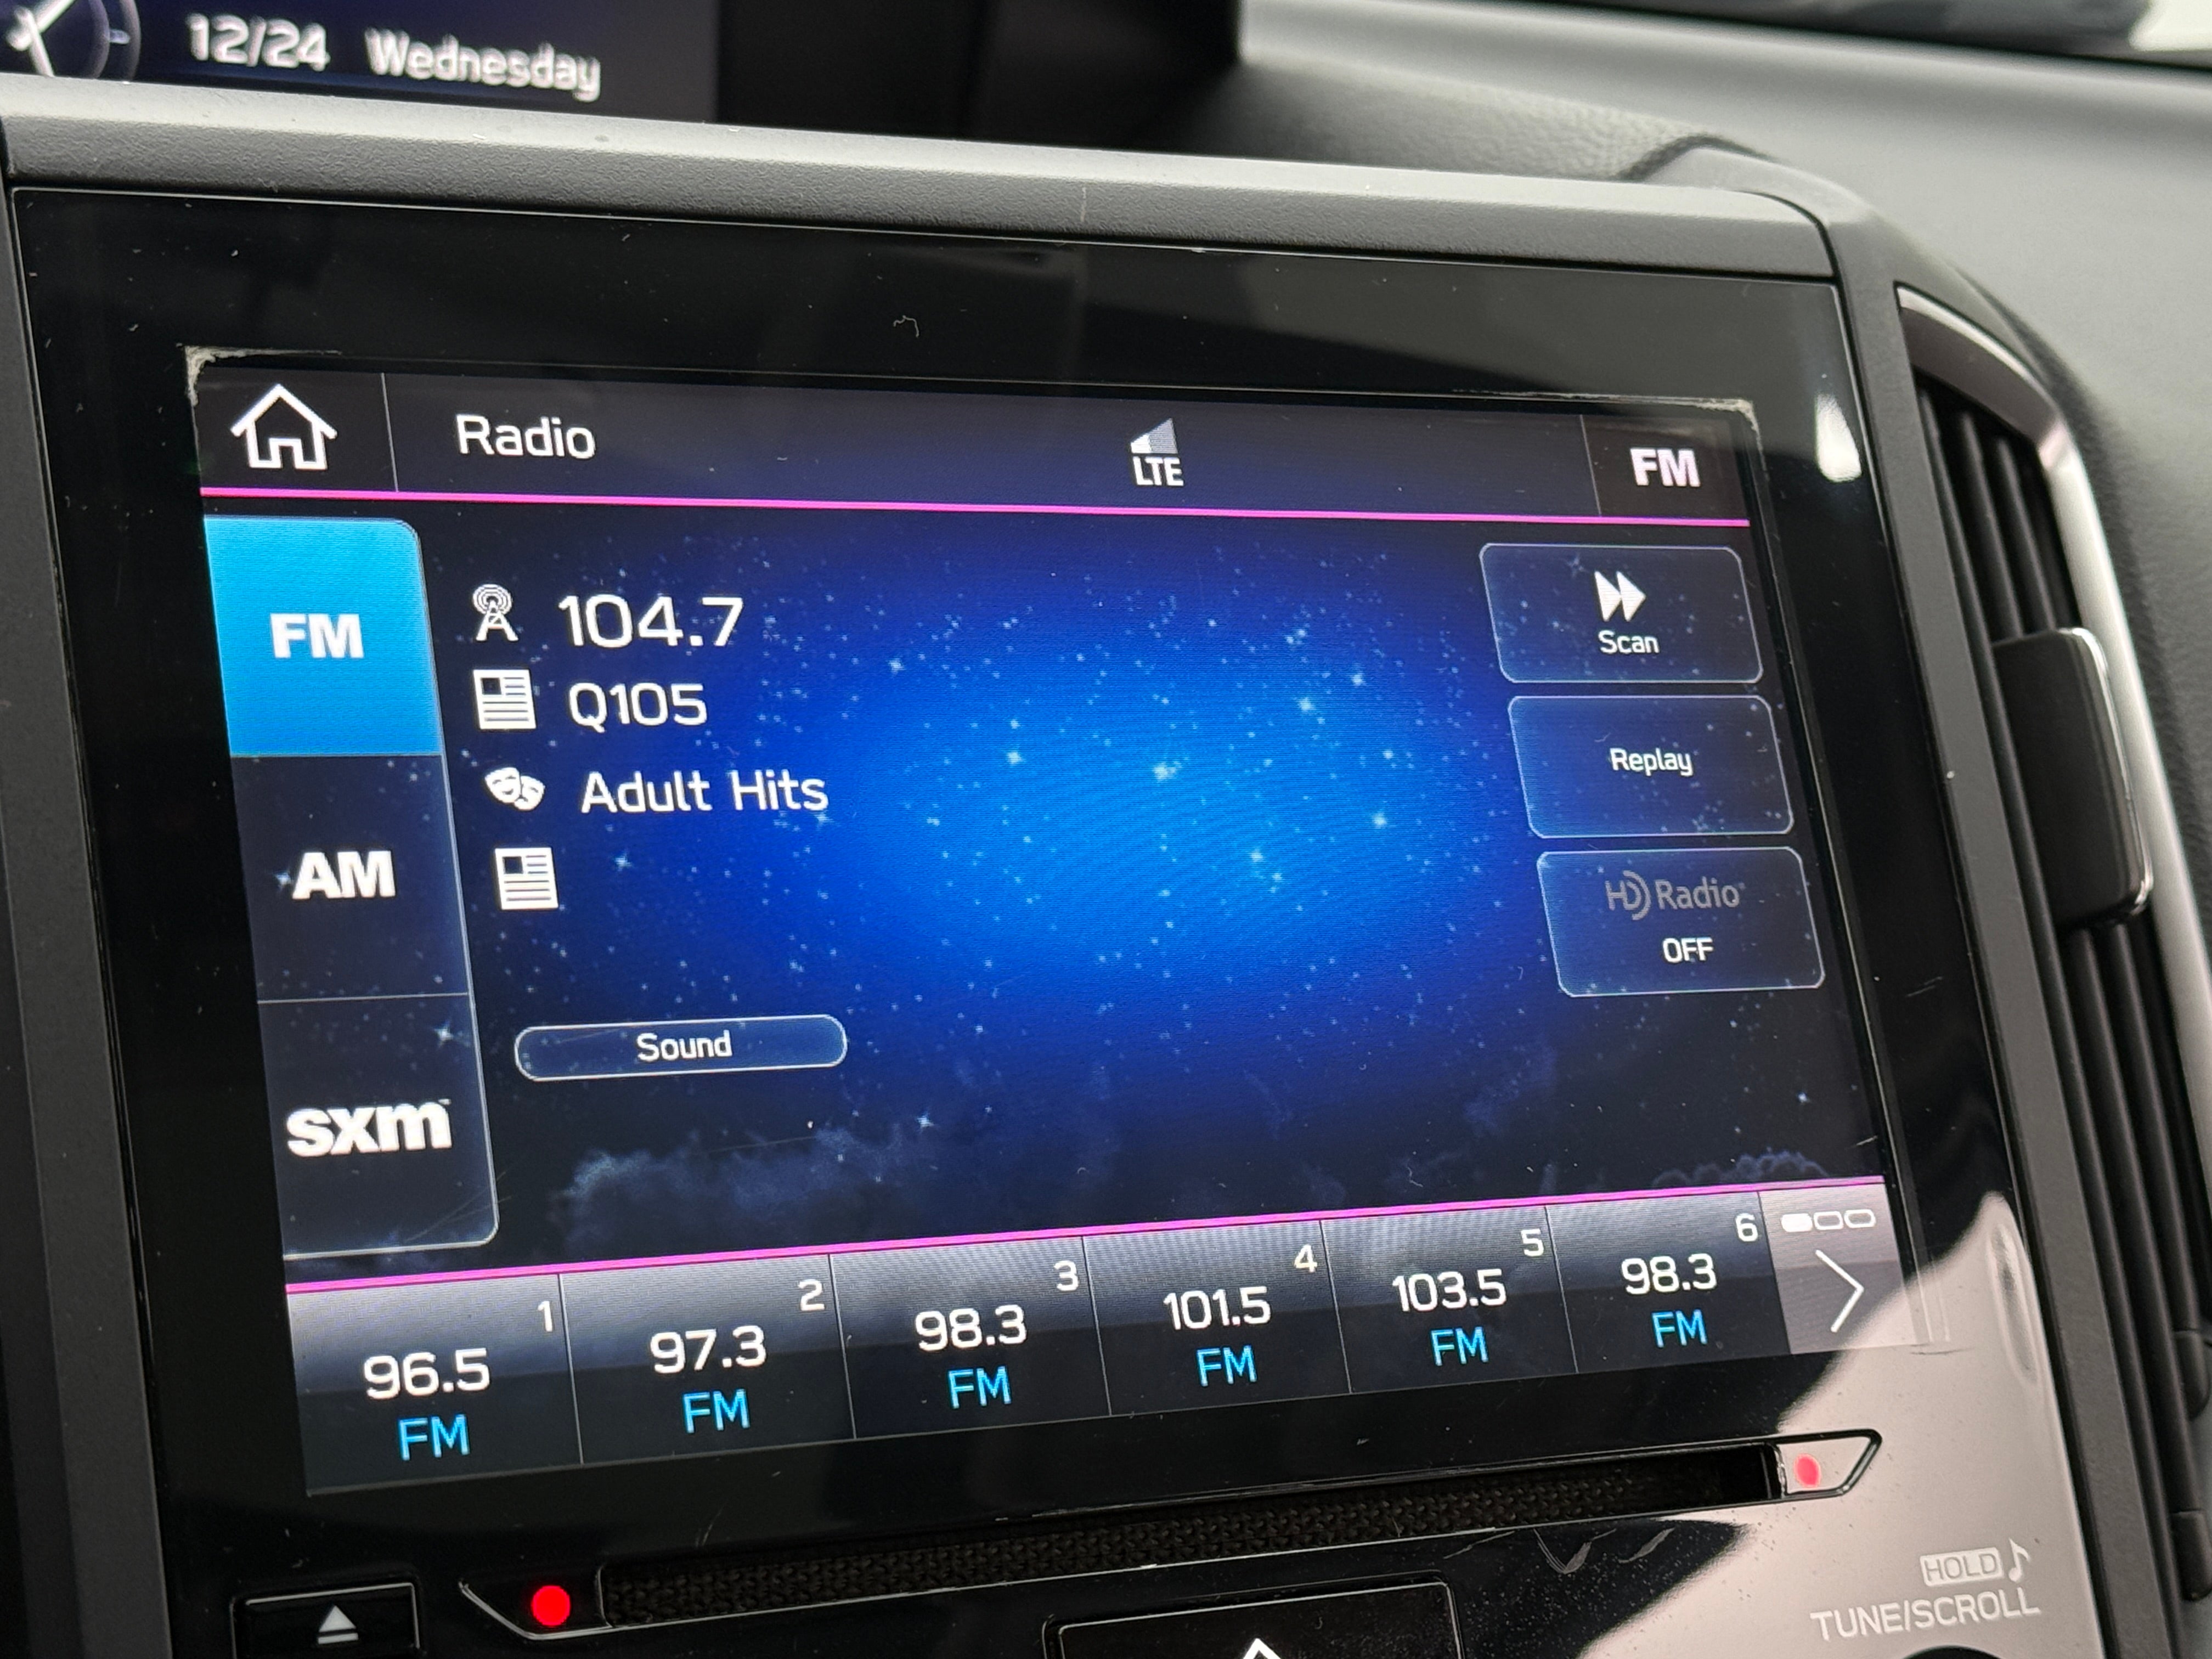 12/24 Wednesday
Radio
LTE
FM
FM
104.7
Scan
Q105
Replay
Adult Hits
AM
HD Radio
OFF
Sound
sxm
1
96.5
FM
2
97.3
FM
3
98.3
FM
4
101.5
FM
5
103.5
FM
6
98.3
FM
HOLD
TUNE/SCROLL